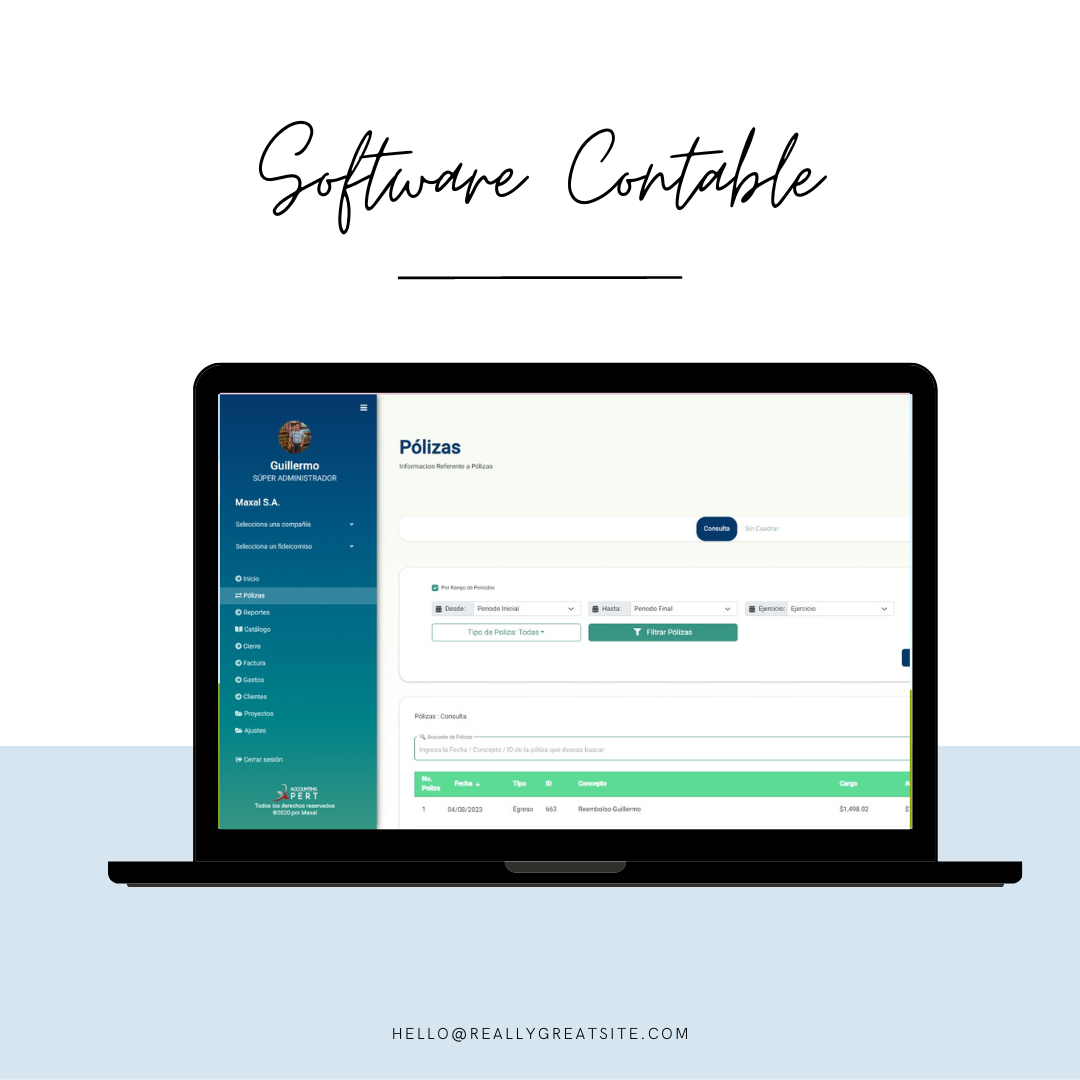 Software Contable
Guillermo
SÚPER ADMINISTRADOR
Maxal S.A.
Selecciona una compañía
Selecciona un fideicomiso
Inicio
Pólizas
Reportes
Catálogo
Cierre
Factura
Gastos
Clientes
Proyectos
Ajustes
Cerrar sesión
ACCOUNTING
XPERT
Todos los derechos reservados
©2020 por Maxal
Pólizas
Informacion Referente a Pólizas
Consulta Sin Cuadrar
Por Rango de Periodos
Desde: Periodo Inicial Hasta: Periodo Final Ejercicio: Ejercicio
Tipo de Poliza: Todas Filtrar Pólizas
Pólizas : Consulta
Buscador de Pólizas
Ingresa la Fecha / Concepto / ID de la póliza que deseas buscar
No. Poliza Fecha ↓ Tipo ID Concepto Cargo
1 04/08/2023 Egreso 663 Reembolso Guillermo $1,498.02
HELLO@REALLYGREATSITE.COM